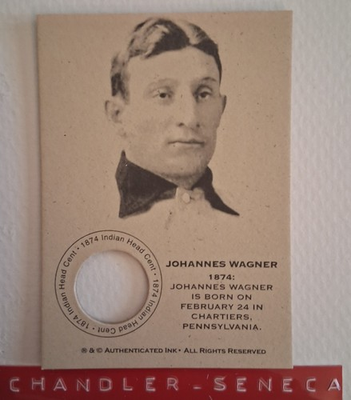 1874 Indian Head Cent • 1874 Indian Head Cent • 1874 Indian Head Cent •
JOHANNES WAGNER
1874:
JOHANNES WAGNER
IS BORN ON
FEBRUARY 24 IN
CHARTIERS,
PENNSYLVANIA.
® & © AUTHENTICATED INK • ALL RIGHTS RESERVED
CHANDLER-SENECA